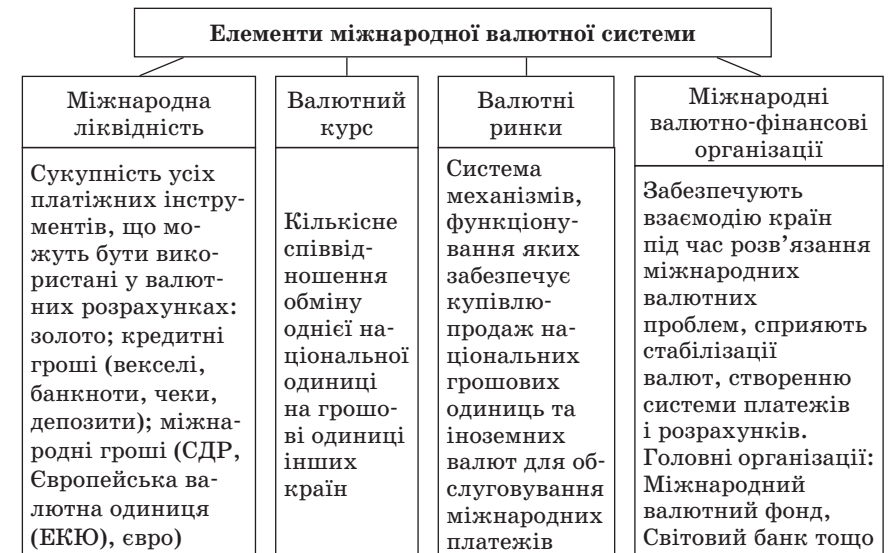 Елементи міжнародної валютної системи
Міжнародна
ліквідність
Сукупність усіх
платіжних інстру-
ментів, що мо-
жуть бути вико-
ристані у валют-
них розрахунках:
золото; кредитні
гроші (векселі,
банкноти, чеки,
депозити); міжна-
родні гроші (СДР,
Європейська ва-
лютна одиниця
(ЕКЮ), євро)
Валютний
курс
Кількісне
співвід-
ношення
обміну
однієї на-
ціональної
одиниці
на грошо-
ві одиниці
інших
країн
Валютні
ринки
Система
механізмів,
функціону-
вання яких
забезпечує
купівлю-
продаж на-
ціональних
грошових
одиниць та
іноземних
валют для об-
слуговування
міжнародних
платежів
Міжнародні
валютно-фінансові
організації
Забезпечують
взаємодію країн
під час розв’язання
міжнародних
валютних
проблем, сприяють
стабілізації
валют, створенню
системи платежів
і розрахунків.
Головні організації:
Міжнародний
валютний фонд,
Світовий банк тощо